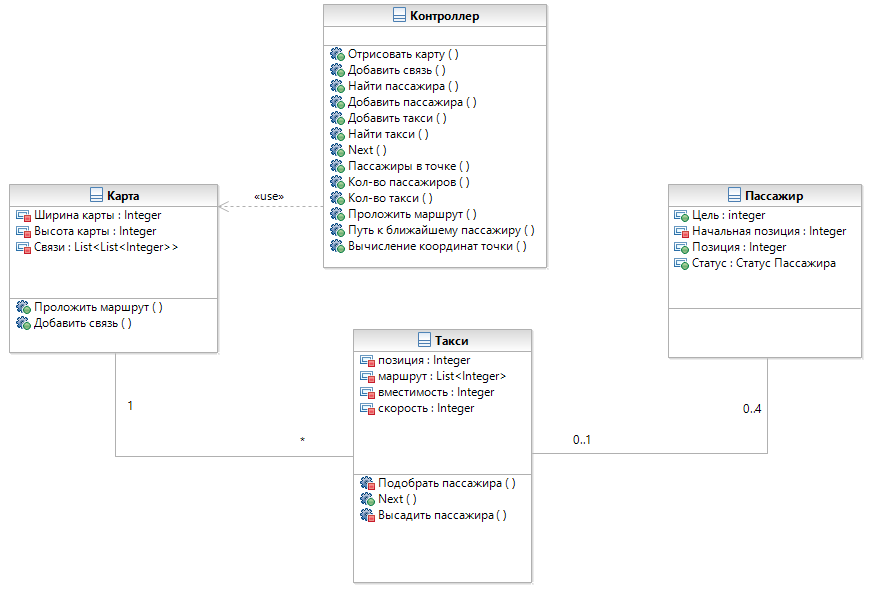 Контроллер
Отрисовать карту ( )
Добавить связь ( )
Найти пассажира ( )
Добавить пассажира ( )
Добавить такси ( )
Найти такси ( )
Next ( )
Пассажиры в точке ( )
Кол-во пассажиров ( )
Кол-во такси ( )
Проложить маршрут ( )
Путь к ближайшему пассажиру ( )
Вычисление координат точки ( )
«use»
Карта
Ширина карты : Integer
Высота карты : Integer
Связи : List<List<Integer>>
Проложить маршрут ( )
Добавить связь ( )
Пассажир
Цель : integer
Начальная позиция : Integer
Позиция : Integer
Статус : Статус Пассажира
Такси
позиция : Integer
маршрут : List<Integer>
вместимость : Integer
скорость : Integer
Подобрать пассажира ( )
Next ( )
Высадить пассажира ( )
1
*
0..1
0..4